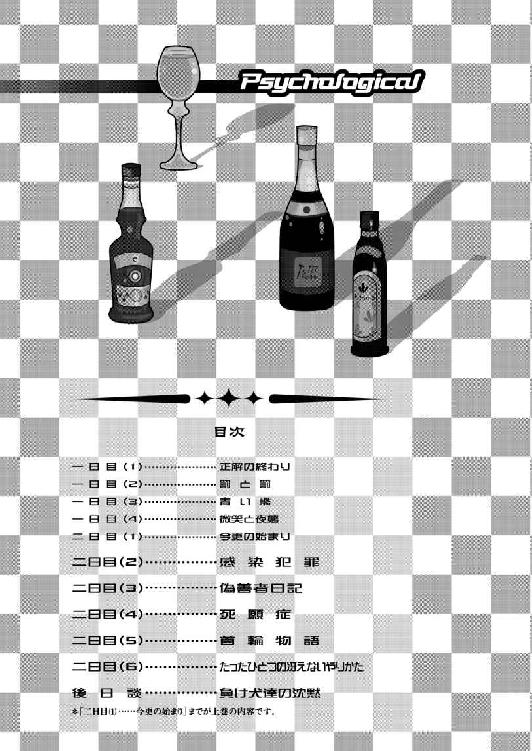 Psychological
目次
一日目(1)…………………正解の終わり
一日目(2)…………………罰と罰
一日目(3)…………………青い檻
一日目(4)…………………微笑と夜襲
二日目(1)…………………今更の始まり
二日目(2)…………………感染犯罪
二日目(3)…………………偽善者日記
二日目(4)…………………死願症
二日目(5)…………………首輪物語
二日目(6)…………………たったひとつの冴えないやりかた
後日談…………………負け犬達の沈黙
＊「二日目(1)……今更の始まり」までが上巻の内容です。